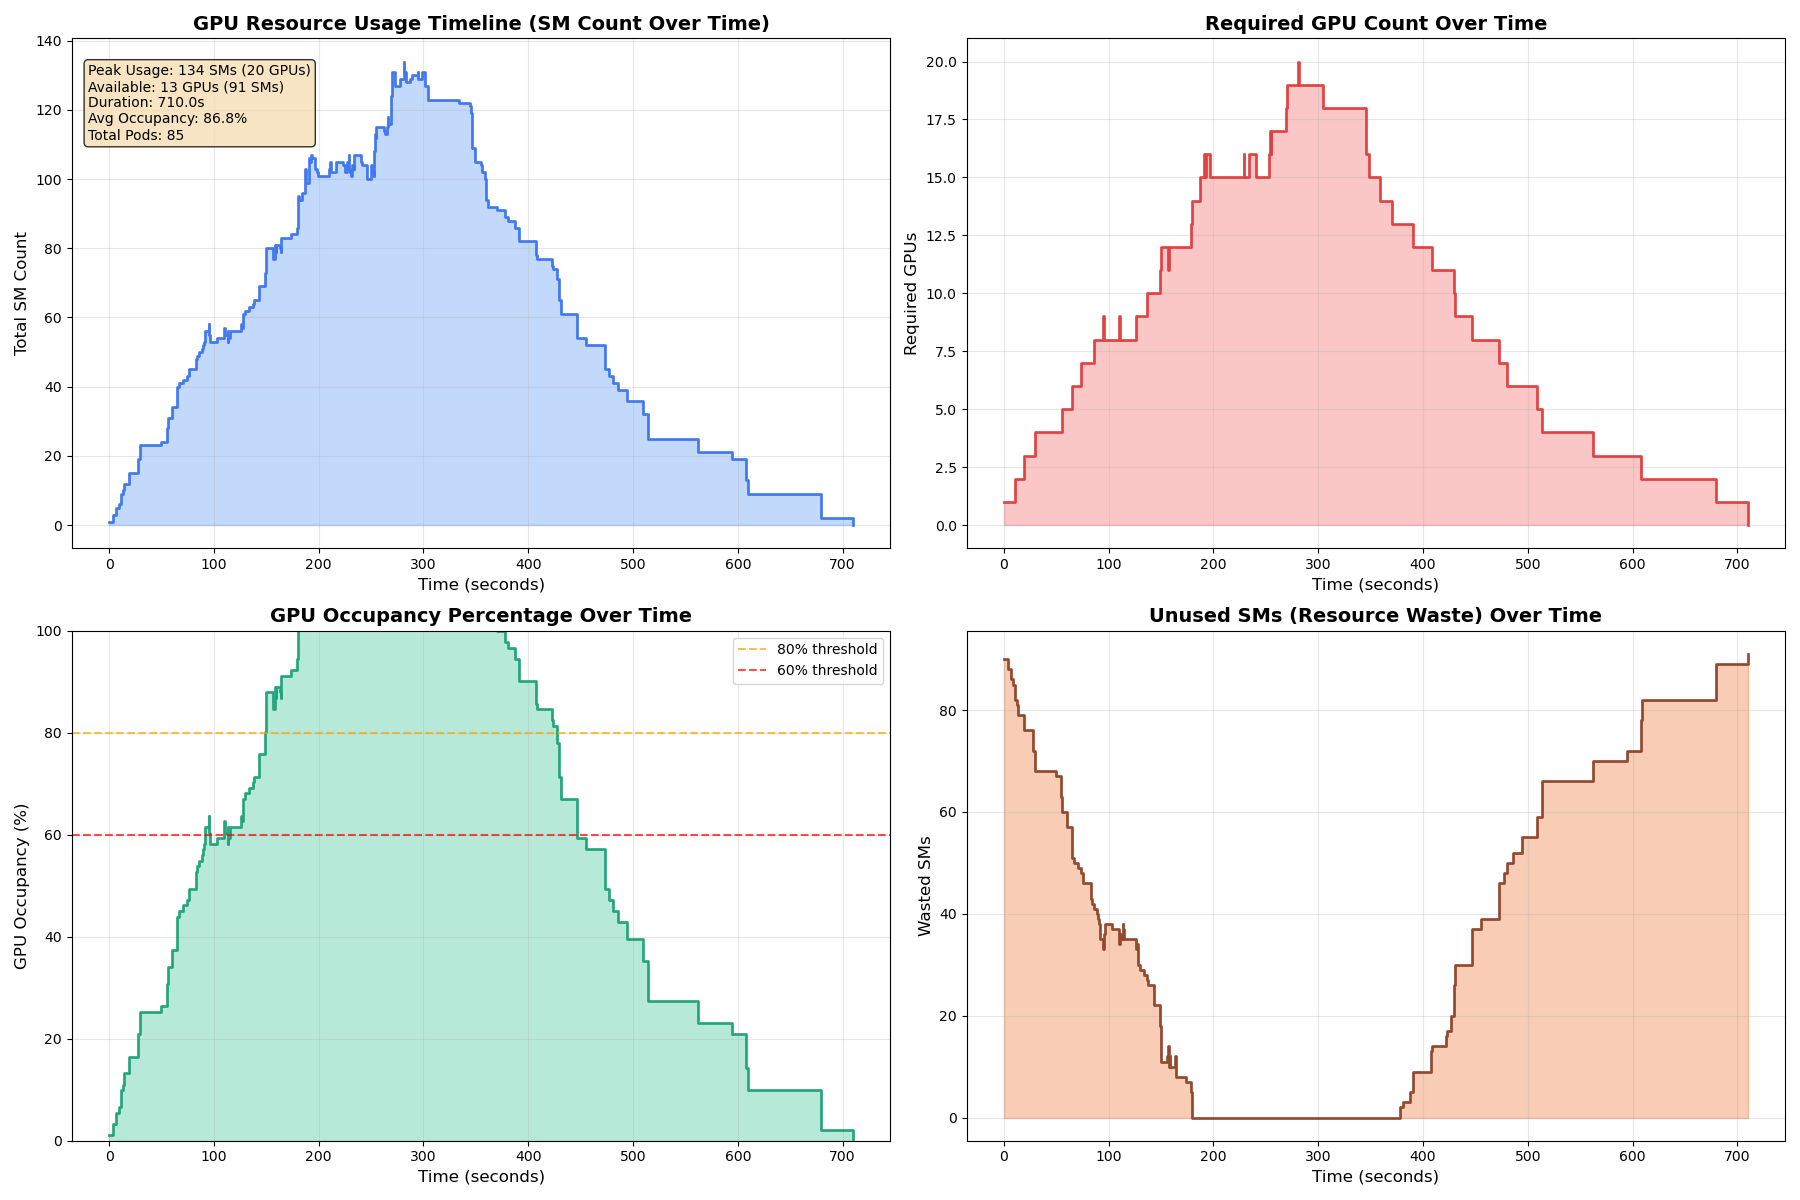 GPU Resource Usage Timeline (SM Count Over Time)
Total SM Count
140
120
100
80
60
40
20
0
Peak Usage: 134 SMs (20 GPUs)
Available: 13 GPUs (91 SMs)
Duration: 710.0s
Avg Occupancy: 86.8%
Total Pods: 85
0 100 200 300 400 500 600 700
Time (seconds)
Required GPU Count Over Time
Required GPUs
20.0
17.5
15.0
12.5
10.0
7.5
5.0
2.5
0.0
0 100 200 300 400 500 600 700
Time (seconds)
GPU Occupancy Percentage Over Time
GPU Occupancy (%)
100
80
60
40
20
0
80% threshold
60% threshold
0 100 200 300 400 500 600 700
Time (seconds)
Unused SMs (Resource Waste) Over Time
Wasted SMs
80
60
40
20
0
0 100 200 300 400 500 600 700
Time (seconds)